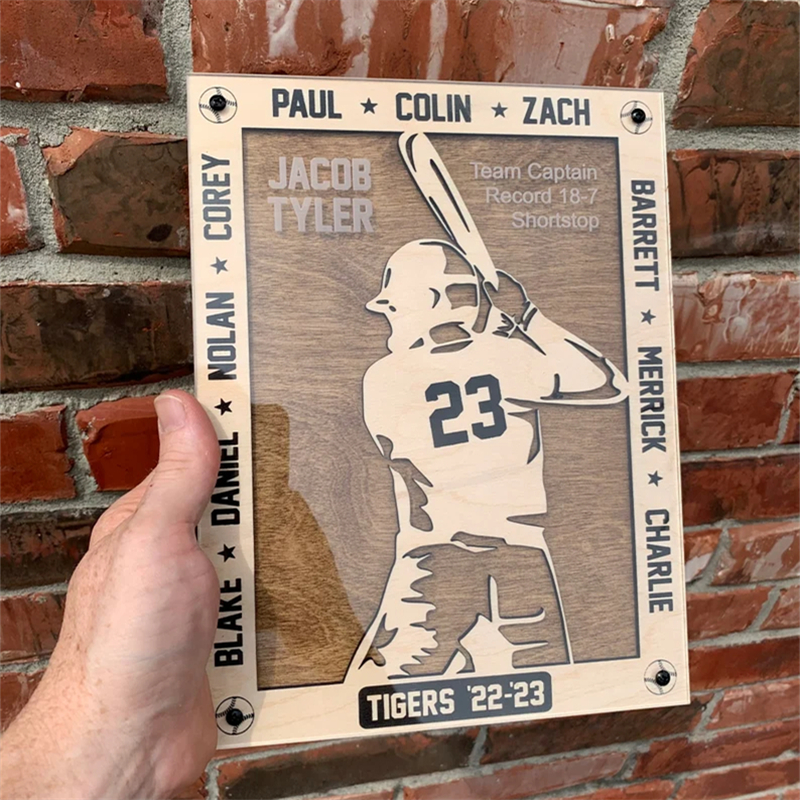 PAUL ★ COLIN ★ ZACH
JACOB
TYLER
Team Captain
Record 18-7
Shortstop
BLAKE ★ DANIEL ★ NOLAN ★ COREY
BARRETT ★ MERRICK ★ CHARLIE
23
TIGERS '22-'23